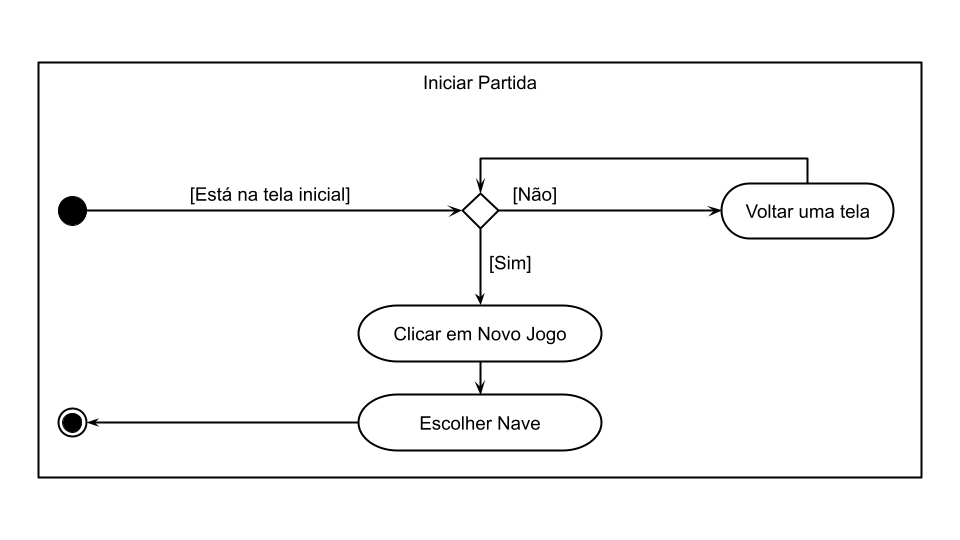 Iniciar Partida
[Está na tela inicial]
[Não]
Voltar uma tela
[Sim]
Clicar em Novo Jogo
Escolher Nave